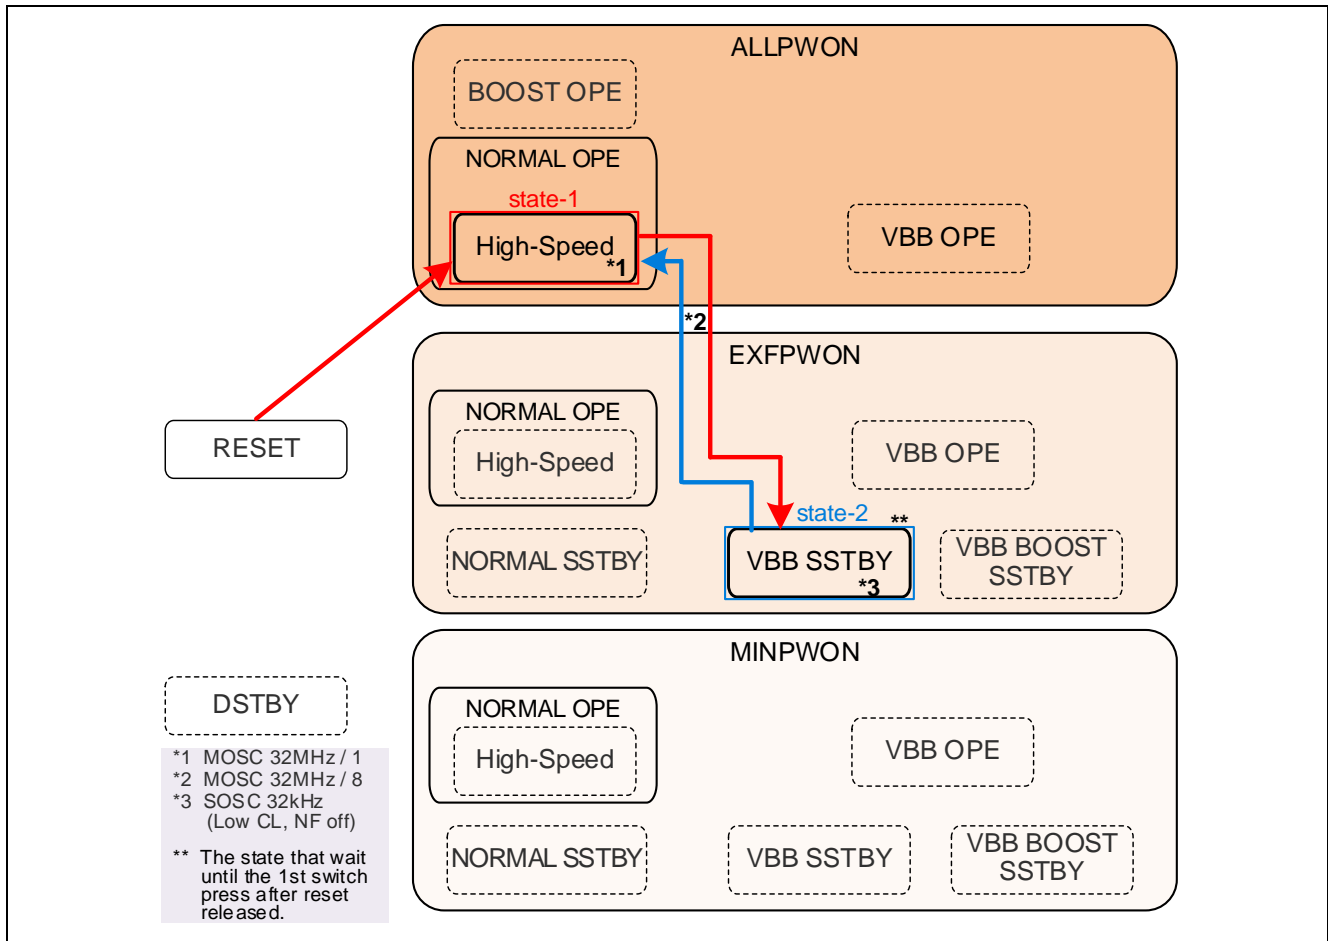 ALLPWON
BOOST OPE
NORMAL OPE
state-1
High-Speed
*1
VBB OPE
*2
EXFPWON
NORMAL OPE
High-Speed
VBB OPE
RESET
state-2
**
NORMAL SSTBY
VBB SSTBY
*3
VBB BOOST
SSTBY
MINPWON
NORMAL OPE
High-Speed
VBB OPE
NORMAL SSTBY
VBB SSTBY
VBB BOOST
SSTBY
DSTBY
*1 MOSC 32MHz / 1
*2 MOSC 32MHz / 8
*3 SOSC 32kHz
(Low CL, NF off)
** The state that wait
until the 1st switch
press after reset
released.